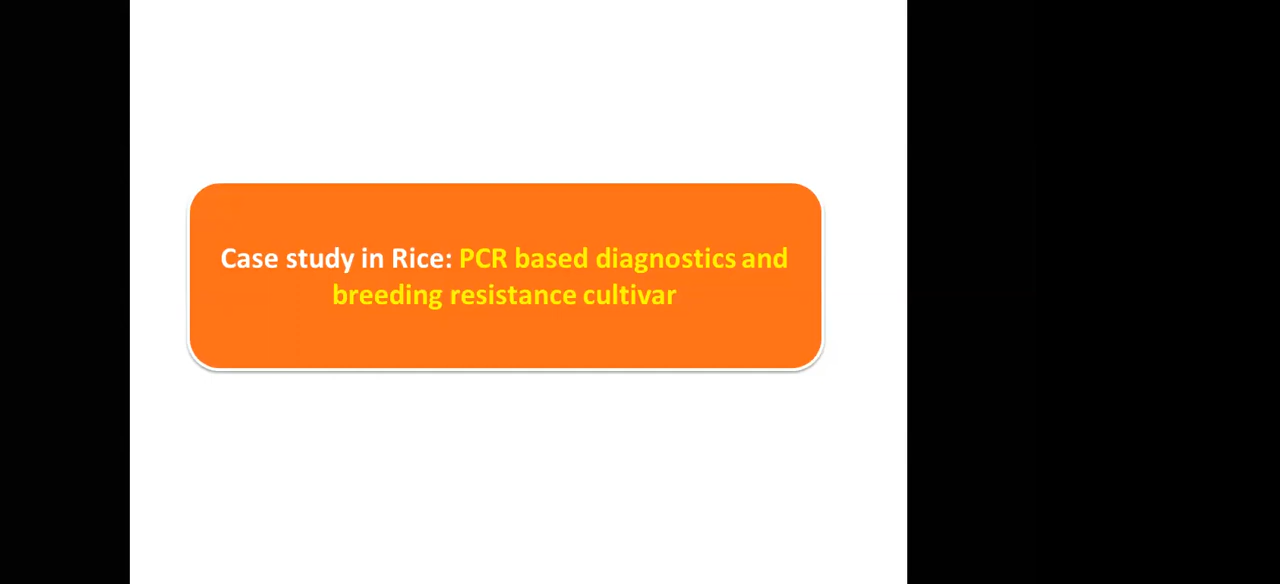 Case study in Rice: PCR based diagnostics and
breeding resistance cultivar